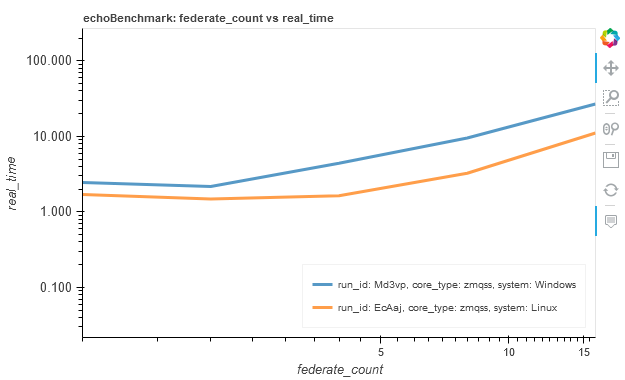 echoBenchmark: federate_count vs real_time
100.000
10.000
1.000
0.100
real_time
run_id: Md3vp, core_type: zmqss, system: Windows
run_id: EcAaj, core_type: zmqss, system: Linux
5
10
15
federate_count